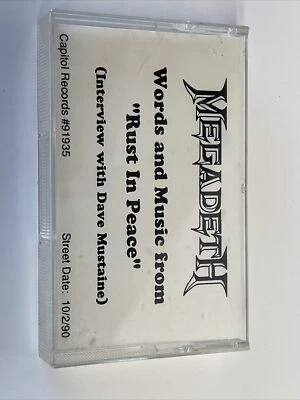 MEGADETH
Words and Music from
"Rust In Peace"
(Interview with Dave Mustaine)
Capitol Records #91935
Street Date: 10/2/90